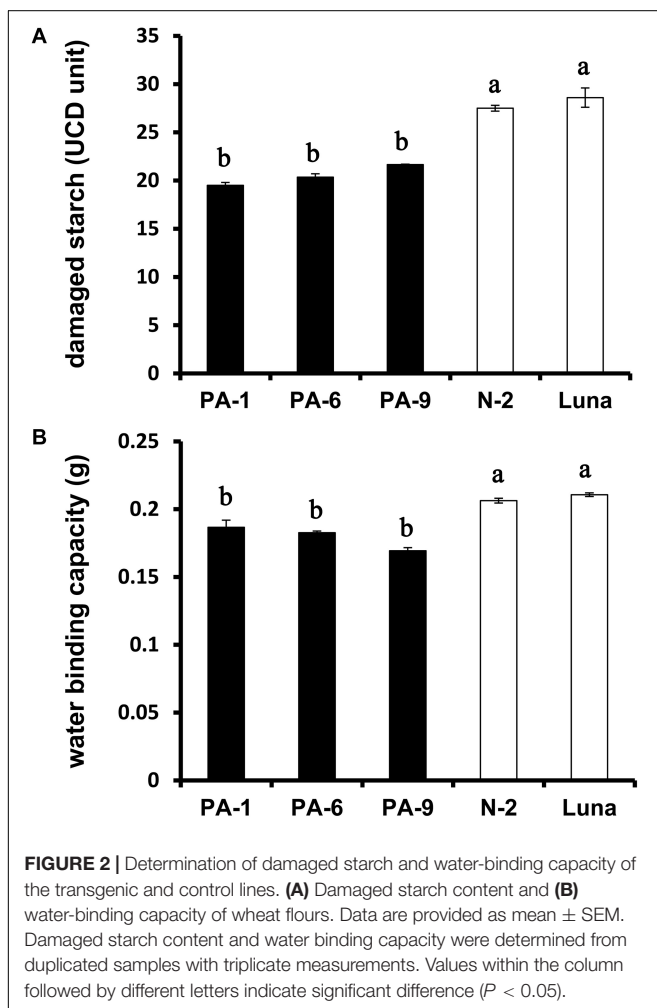 A
35
30
25
20
15
10
5
0
damaged starch (UCD unit)
b
b
b
a
a
PA-1 PA-6 PA-9 N-2 Luna
B
0.25
0.2
0.15
0.1
0.05
0
water binding capacity (g)
b
b
b
a
a
PA-1 PA-6 PA-9 N-2 Luna
FIGURE 2 | Determination of damaged starch and water-binding capacity of
the transgenic and control lines. (A) Damaged starch content and (B)
water-binding capacity of wheat flours. Data are provided as mean ± SEM.
Damaged starch content and water binding capacity were determined from
duplicated samples with triplicate measurements. Values within the column
followed by different letters indicate significant difference (P < 0.05).